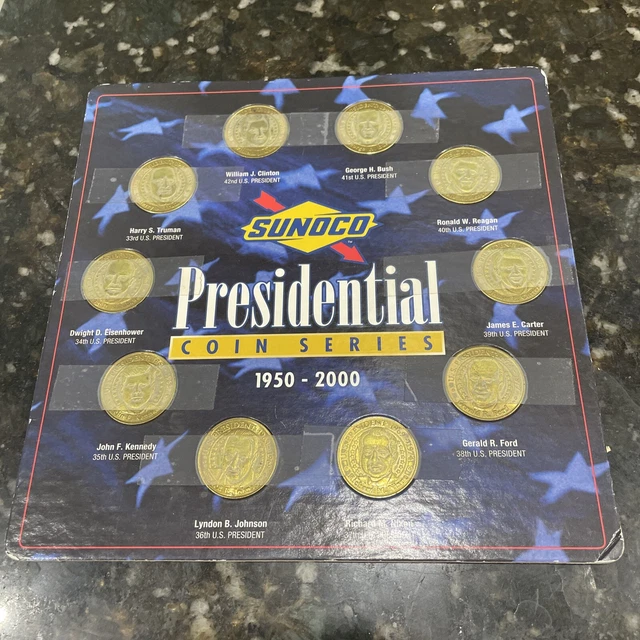 William J. Clinton
42nd U.S. PRESIDENT
George H. Bush
41st U.S. PRESIDENT
Harry S. Truman
33rd U.S. PRESIDENT
Ronald W. Reagan
40th U.S. PRESIDENT
SUNOCO
Presidential
COIN SERIES
1950 - 2000
Dwight D. Eisenhower
34th U.S. PRESIDENT
James E. Carter
39th U.S. PRESIDENT
John F. Kennedy
35th U.S. PRESIDENT
Gerald R. Ford
38th U.S. PRESIDENT
Lyndon B. Johnson
36th U.S. PRESIDENT
Richard